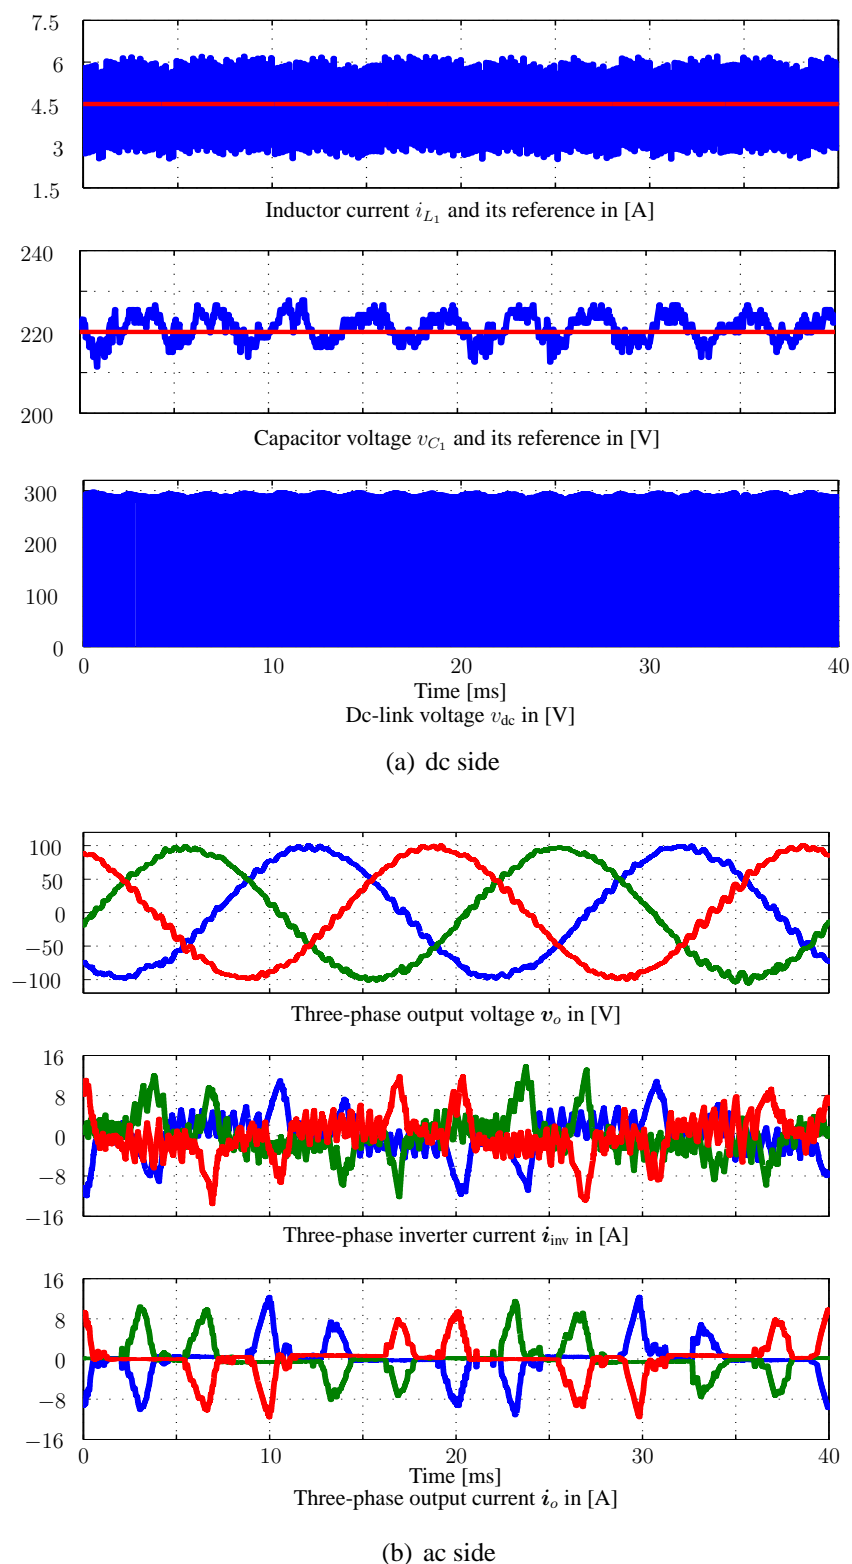 7.5
6
4.5
3
1.5
Inductor current i_{L_1} and its reference in [A]
240
220
200
Capacitor voltage v_{C_1} and its reference in [V]
300
200
100
0
0 10 20 30 40
Time [ms]
Dc-link voltage v_{dc} in [V]
(a) dc side
100
50
0
−50
−100
Three-phase output voltage v_o in [V]
16
8
0
−8
−16
Three-phase inverter current i_{inv} in [A]
16
8
0
−8
−16
0 10 20 30 40
Time [ms]
Three-phase output current i_o in [A]
(b) ac side